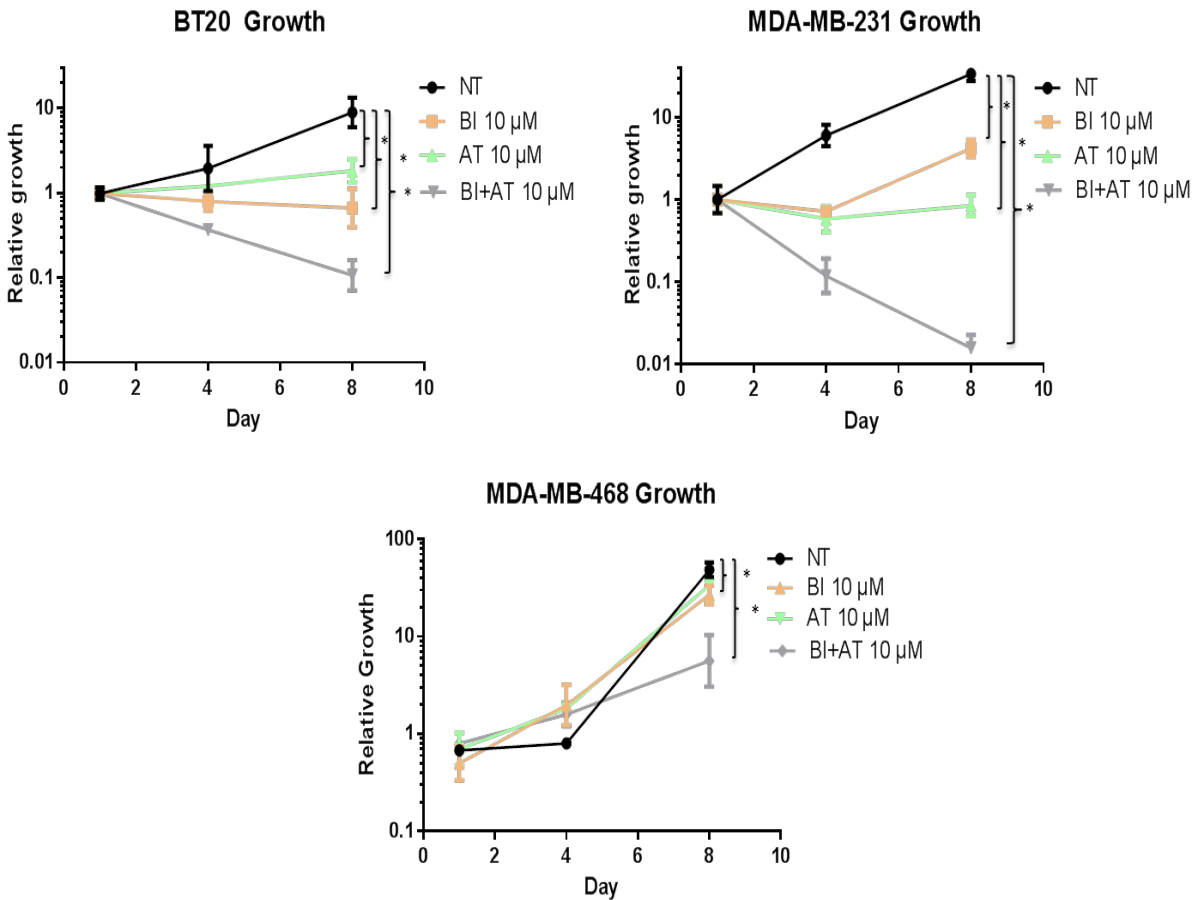 BT20 Growth
Relative growth
10
1
0.1
0.01
0 2 4 6 8 10
Day
NT
BI 10 µM
AT 10 µM
BI+AT 10 µM
* * *
MDA-MB-231 Growth
Relative growth
10
1
0.1
0.01
0 2 4 6 8 10
Day
NT
BI 10 µM
AT 10 µM
BI+AT 10 µM
* * *
MDA-MB-468 Growth
Relative Growth
100
10
1
0.1
0 2 4 6 8 10
Day
NT
BI 10 µM
AT 10 µM
BI+AT 10 µM
* *